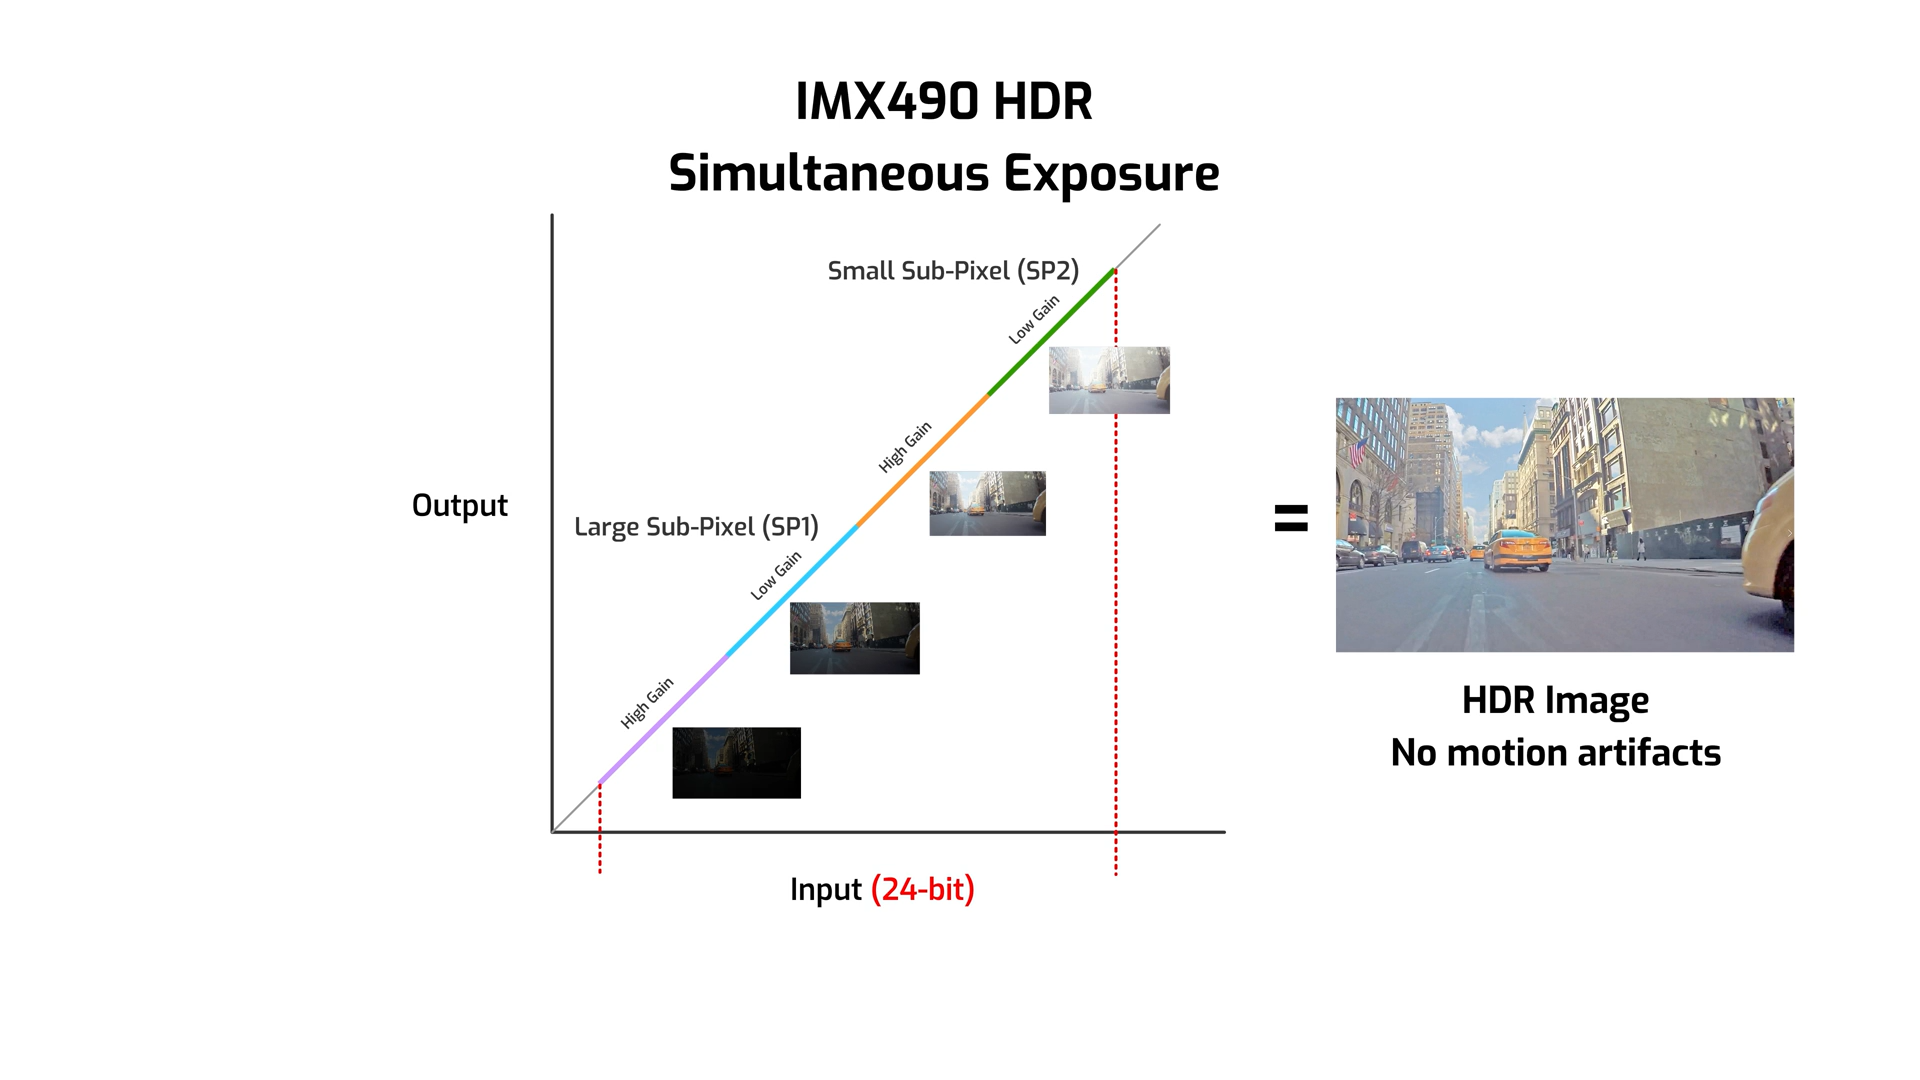 IMX490 HDR
Simultaneous Exposure
Small Sub-Pixel (SP2)
Low Gain
High Gain
Output
Large Sub-Pixel (SP1)
Low Gain
High Gain
Input (24-bit)
=
HDR Image
No motion artifacts